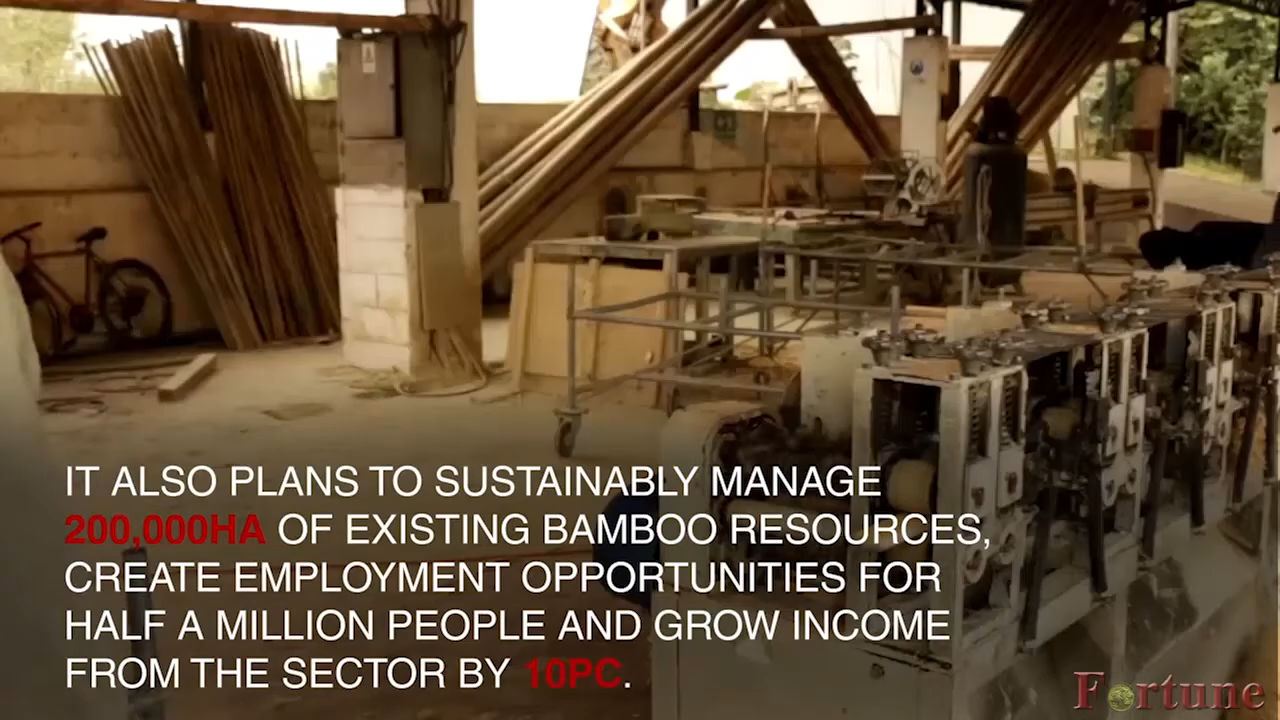 IT ALSO PLANS TO SUSTAINABLY MANAGE
200,000HA OF EXISTING BAMBOO RESOURCES,
CREATE EMPLOYMENT OPPORTUNITIES FOR
HALF A MILLION PEOPLE AND GROW INCOME
FROM THE SECTOR BY 10PC.
Fortune